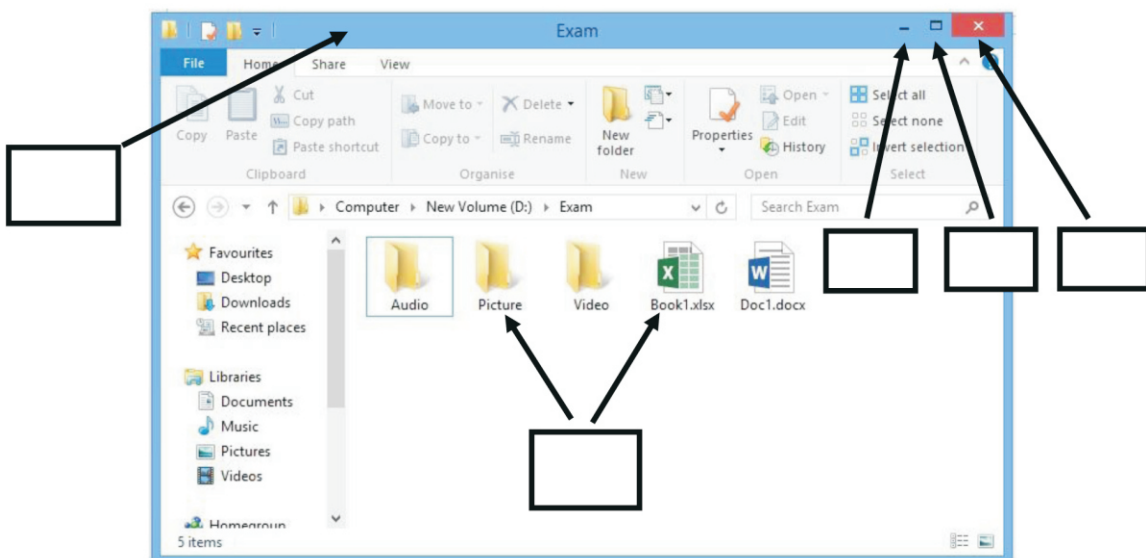 Exam
File Home Share View
Copy
Paste
Cut
Copy path
Paste shortcut
Clipboard
Move to
Copy to
Delete
Rename
Organise
New folder
New
Properties
Open
Edit
History
Open
Select all
Select none
Invert selection
Select
Computer New Volume (D:) Exam
Search Exam
Favourites
Desktop
Downloads
Recent places
Libraries
Documents
Music
Pictures
Videos
Homegroup
Audio Picture Video Book1.xlsx Doc1.docx
5 items